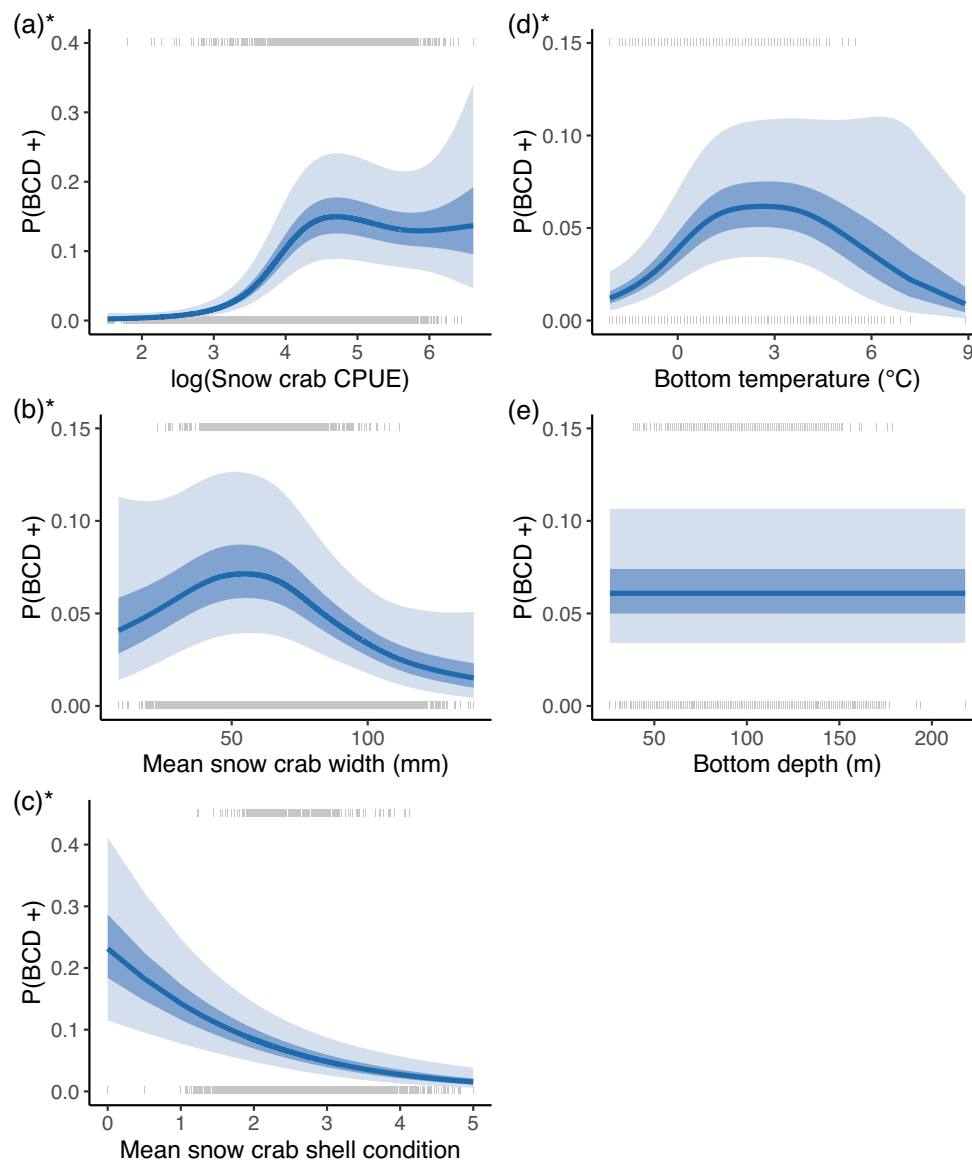 (a)*
0.4
0.3
0.2
0.1
0.0
P(BCD +)
2 3 4 5 6
log(Snow crab CPUE)
(d)*
0.15
0.10
0.05
0.00
P(BCD +)
0 3 6 9
Bottom temperature (°C)
(b)*
0.15
0.10
0.05
0.00
P(BCD +)
50 100
Mean snow crab width (mm)
(e)
0.15
0.10
0.05
0.00
P(BCD +)
50 100 150 200
Bottom depth (m)
(c)*
0.4
0.3
0.2
0.1
0.0
P(BCD +)
0 1 2 3 4 5
Mean snow crab shell condition